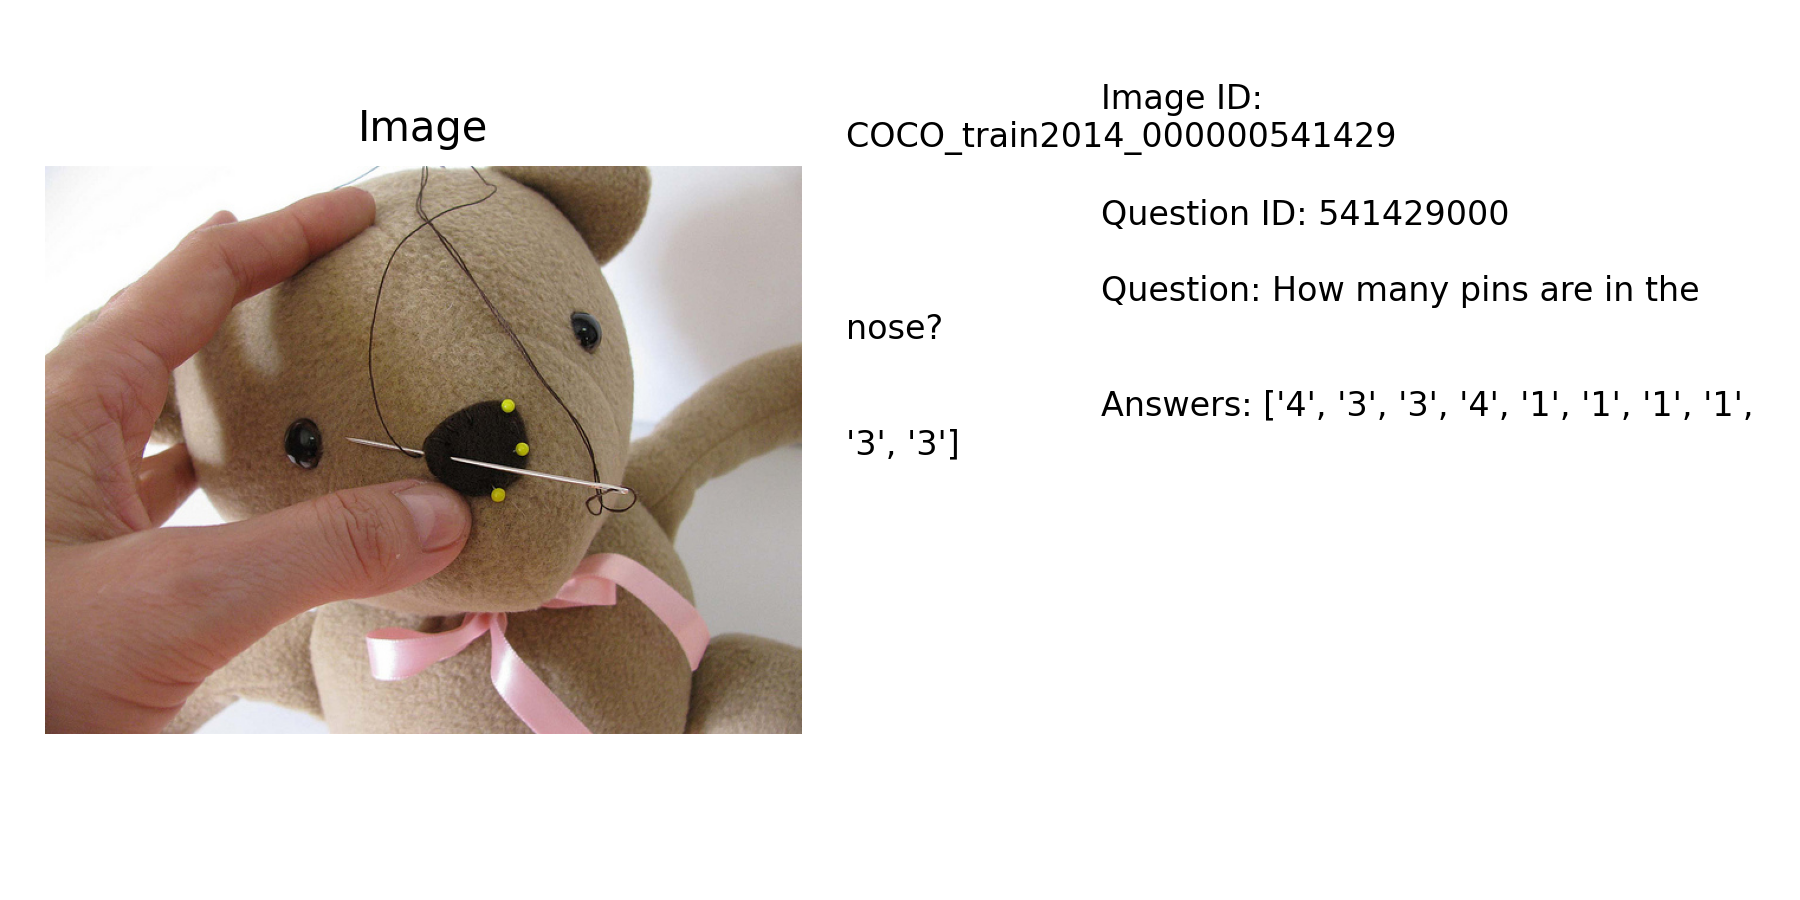 Image
Image ID:
COCO_train2014_000000541429
Question ID: 541429000
Question: How many pins are in the
nose?
Answers: ['4', '3', '3', '4', '1', '1', '1', '1',
'3', '3']